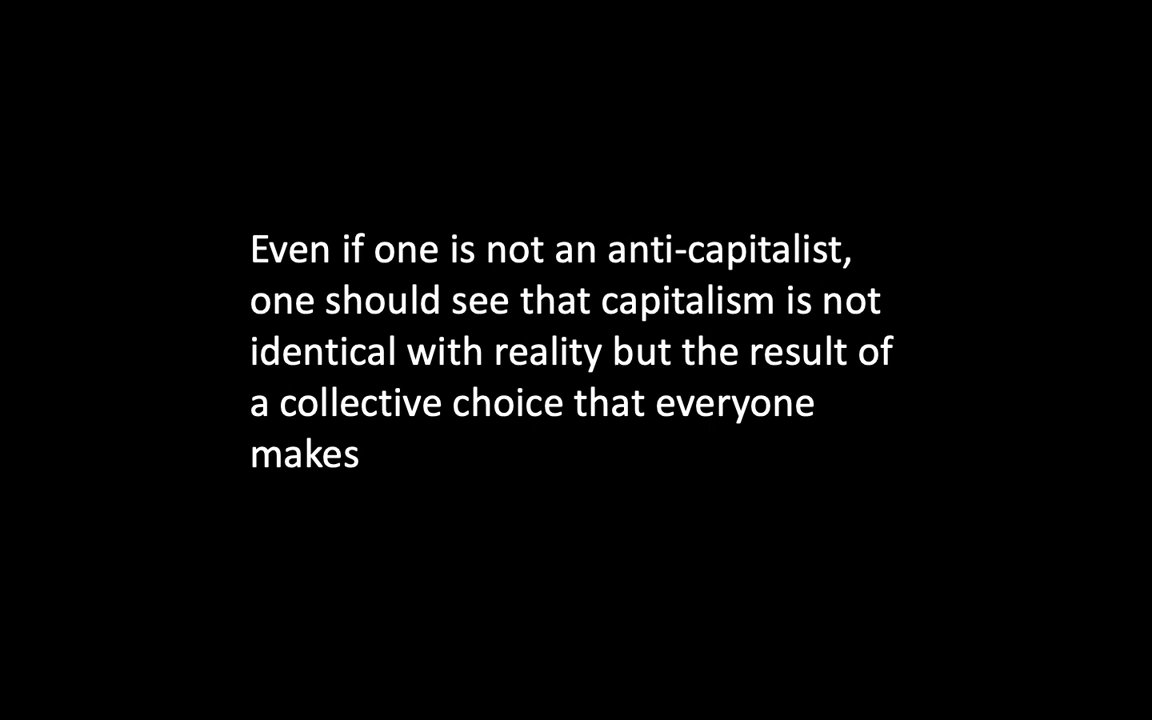 Even if one is not an anti-capitalist,
one should see that capitalism is not
identical with reality but the result of
a collective choice that everyone
makes